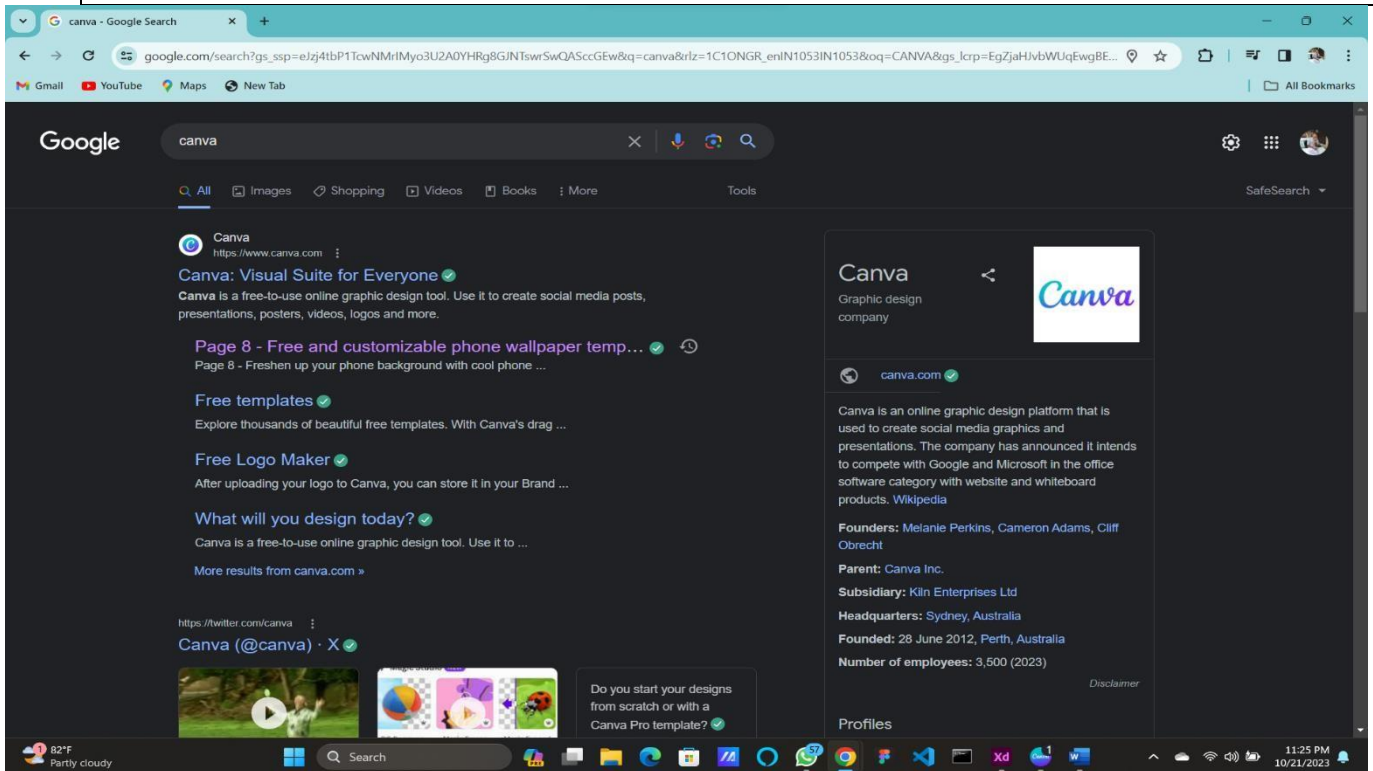 canva - Google Search
google.com/search?gs_ssp=eJzj4tbP1TcwNMrIMyo3U2A0YHRg8GJNTswrSwQASccGEw&q=canva&rlz=1C1ONGR_enIN1053IN1053&oq=CANVA&gs_lcrp=EgZjaHJvbWUqEwgBE...
Gmail YouTube Maps New Tab All Bookmarks
Google canva
All Images Shopping Videos Books More Tools SafeSearch
Canva
https://www.canva.com
Canva: Visual Suite for Everyone
Canva is a free-to-use online graphic design tool. Use it to create social media posts,
presentations, posters, videos, logos and more.
Page 8 - Free and customizable phone wallpaper temp...
Page 8 - Freshen up your phone background with cool phone ...
Free templates
Explore thousands of beautiful free templates. With Canva's drag ...
Free Logo Maker
After uploading your logo to Canva, you can store it in your Brand ...
What will you design today?
Canva is a free-to-use online graphic design tool. Use it to ...
More results from canva.com »
https://twitter.com/canva
Canva (@canva) · X
Do you start your designs
from scratch or with a
Canva Pro template?
Canva
Graphic design
company
Canva
canva.com
Canva is an online graphic design platform that is
used to create social media graphics and
presentations. The company has announced it intends
to compete with Google and Microsoft in the office
software category with website and whiteboard
products. Wikipedia
Founders: Melanie Perkins, Cameron Adams, Cliff
Obrecht
Parent: Canva Inc.
Subsidiary: Kiln Enterprises Ltd
Headquarters: Sydney, Australia
Founded: 28 June 2012, Perth, Australia
Number of employees: 3,500 (2023)
Disclaimer
Profiles
1 82°F
Partly cloudy
Search
57
Xd
1
11:25 PM
10/21/2023